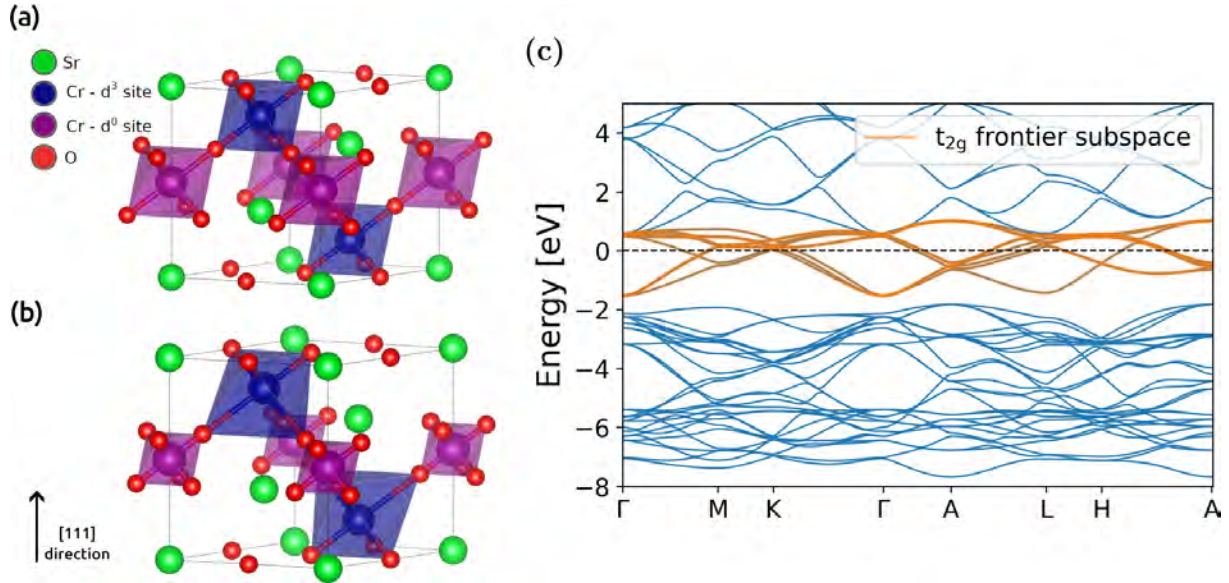 (a)
Sr
Cr - d³ site
Cr - d⁰ site
O
(b)
[111]
direction
(c)
t₂g frontier subspace
Energy [eV]
4
2
0
−2
−4
−6
−8
Γ M K Γ A L H A